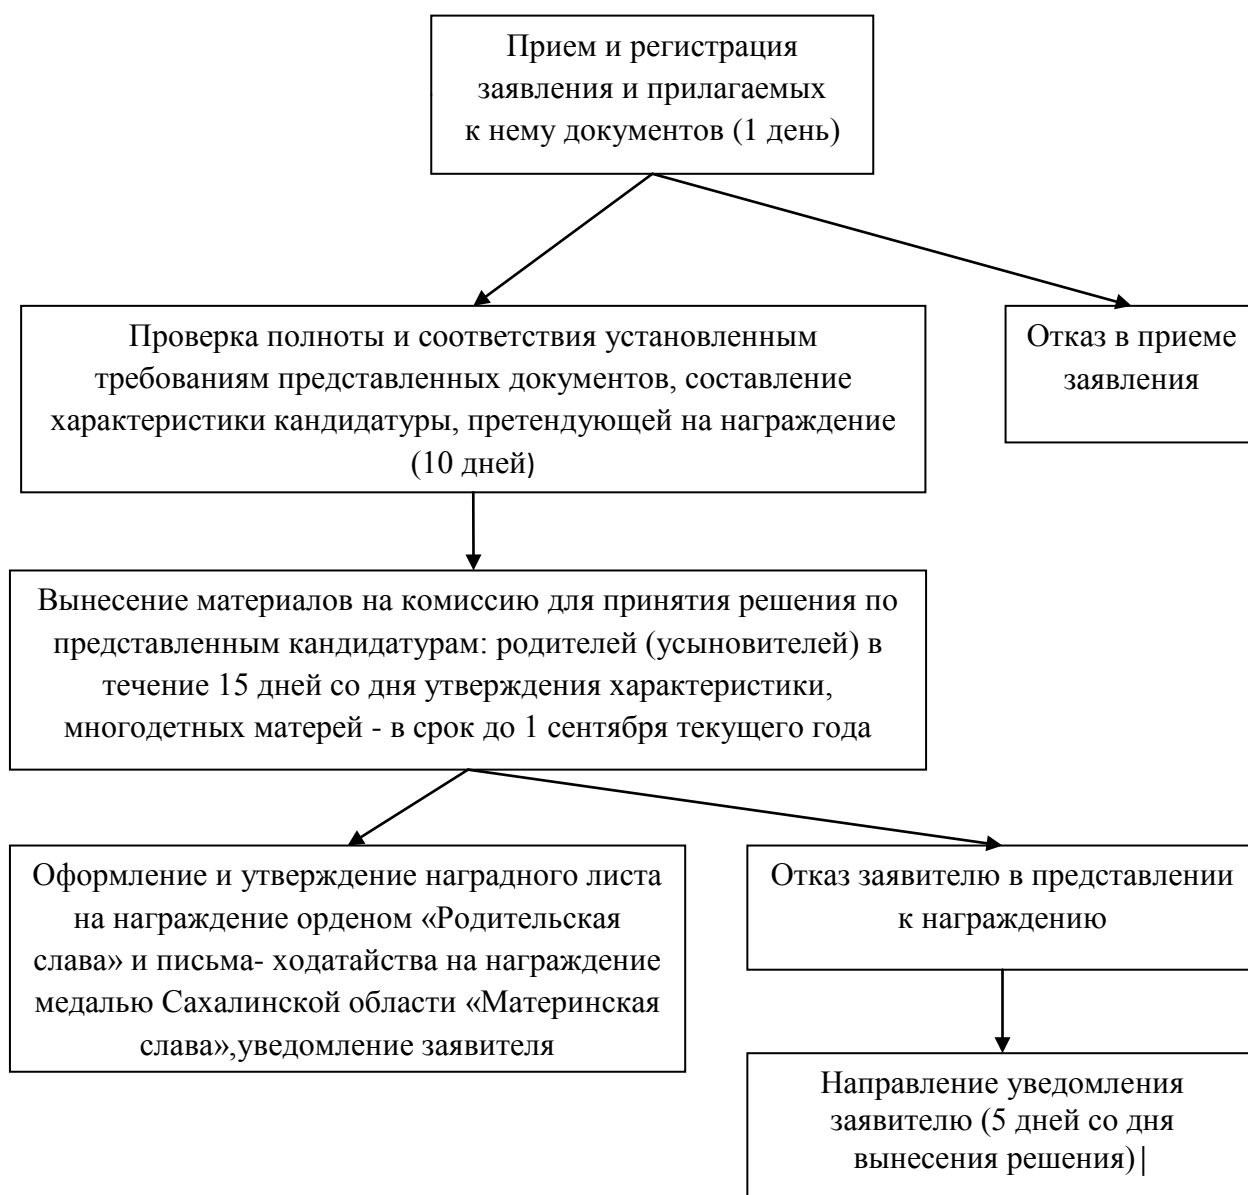 Прием и регистрация
заявления и прилагаемых
к нему документов (1 день)
Проверка полноты и соответствия установленным
требованиям представленных документов, составление
характеристики кандидатуры, претендующей на награждение
(10 дней)
Отказ в приеме
заявления
Вынесение материалов на комиссию для принятия решения по
представленным кандидатурам: родителей (усыновителей) в
течение 15 дней со дня утверждения характеристики,
многодетных матерей - в срок до 1 сентября текущего года
Оформление и утверждение наградного листа
на награждение орденом «Родительская
слава» и письма- ходатайства на награждение
медалью Сахалинской области «Материнская
слава»,уведомление заявителя
Отказ заявителю в представлении
к награждению
Направление уведомления
заявителю (5 дней со дня
вынесения решения)|